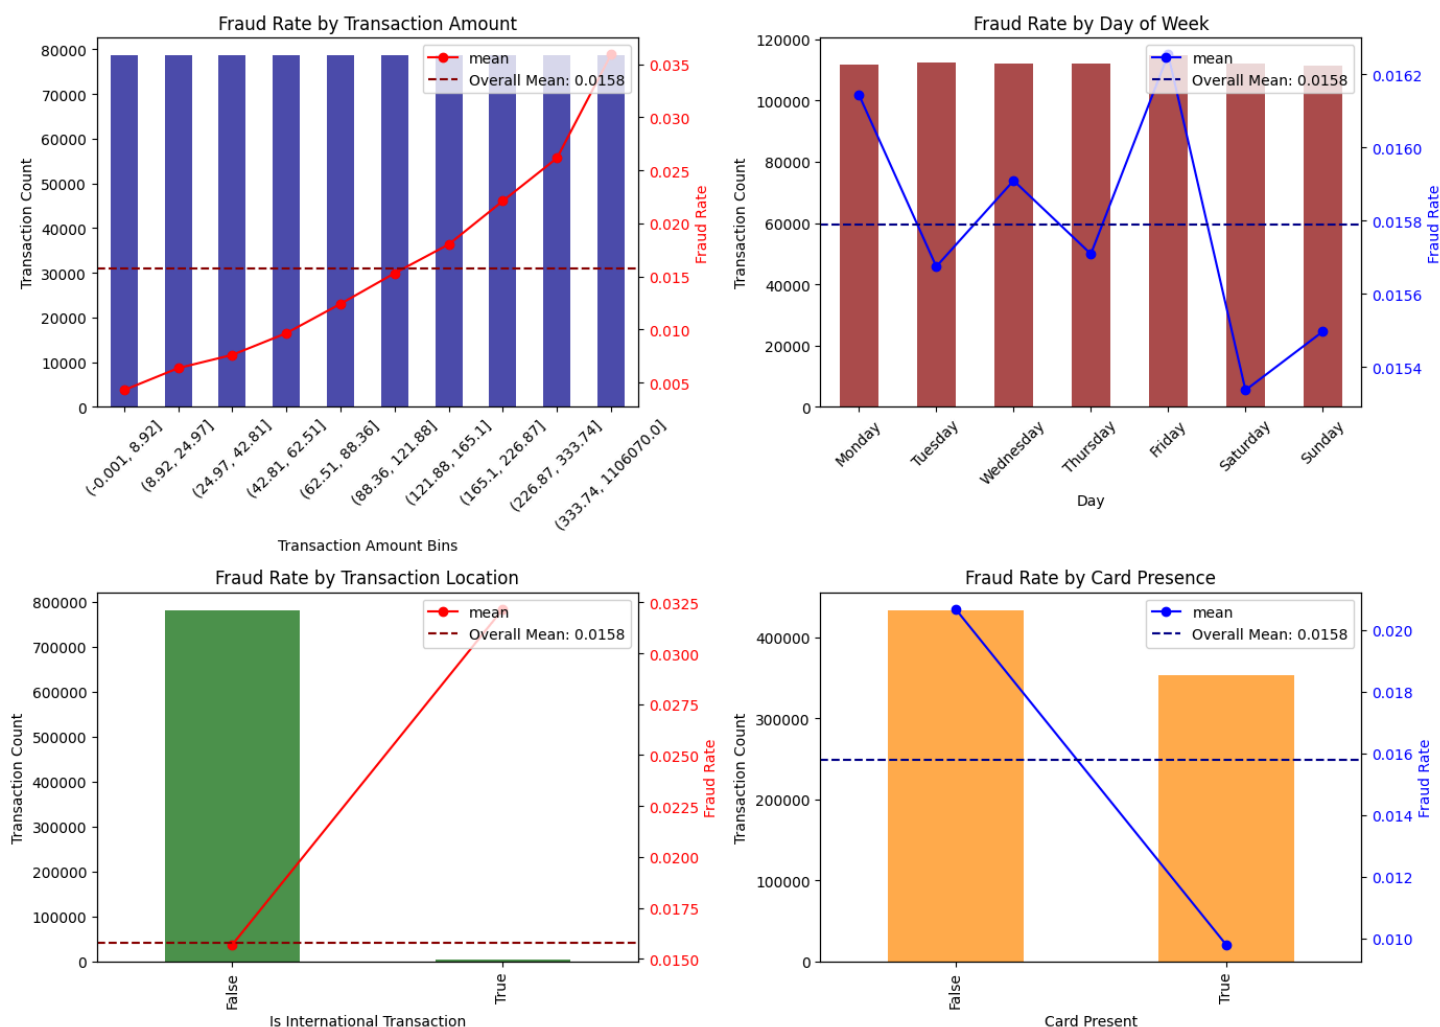 Fraud Rate by Transaction Amount
80000
70000
60000
50000
40000
30000
20000
10000
0
Transaction Count
mean
Overall Mean: 0.0158
0.035
0.030
0.025
0.020
0.015
0.010
0.005
Fraud Rate
(-0.001, 8.92]
(8.92, 24.97]
(24.97, 42.81]
(42.81, 62.51]
(62.51, 88.36]
(88.36, 121.88]
(121.88, 165.1]
(165.1, 226.87]
(226.87, 333.74]
(333.74, 1106070.0]
Transaction Amount Bins
Fraud Rate by Day of Week
120000
100000
80000
60000
40000
20000
0
Transaction Count
mean
Overall Mean: 0.0158
0.0162
0.0160
0.0158
0.0156
0.0154
Fraud Rate
Monday
Tuesday
Wednesday
Thursday
Friday
Saturday
Sunday
Day
Fraud Rate by Transaction Location
800000
700000
600000
500000
400000
300000
200000
100000
0
Transaction Count
mean
Overall Mean: 0.0158
0.0325
0.0300
0.0275
0.0250
0.0225
0.0200
0.0175
0.0150
Fraud Rate
False
True
Is International Transaction
Fraud Rate by Card Presence
400000
300000
200000
100000
0
Transaction Count
mean
Overall Mean: 0.0158
0.020
0.018
0.016
0.014
0.012
0.010
Fraud Rate
False
True
Card Present